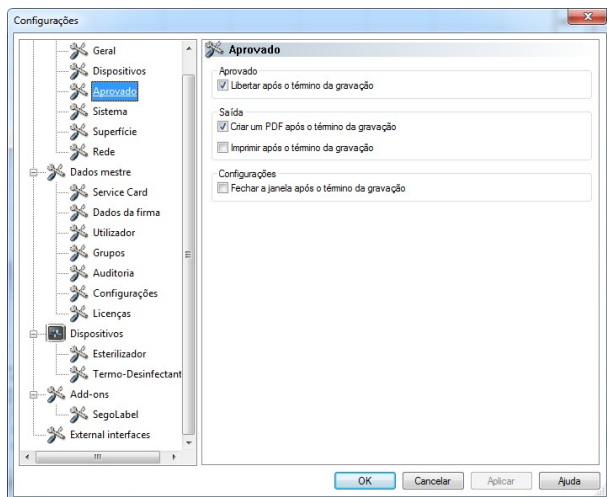 Configurações
Geral
Dispositivos
Aprovado
Sistema
Superfície
Rede
Dados mestre
Service Card
Dados da firma
Utilizador
Grupos
Auditoria
Configurações
Licenças
Dispositivos
Esterilizador
Termo-Desinfectant
Add-ons
SegoLabel
External interfaces
Aprovado
Aprovado
Libertar após o término da gravação
Saída
Criar um PDF após o término da gravação
Imprimir após o término da gravação
Configurações
Fechar a janela após o término da gravação
OK
Cancelar
Aplicar
Ajuda